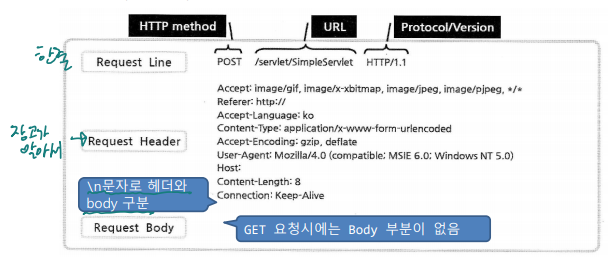 HTTP method URL Protocol/Version
한줄
Request Line POST /servlet/SimpleServlet HTTP/1.1
Accept: image/gif, image/x-xbitmap, image/jpeg, image/pjpeg, */*
Referer: http://
Accept-Language: ko
Content-Type: application/x-www-form-urlencoded
장고가
알아서
Request Header
Accept-Encoding: gzip, deflate
User-Agent: Mozilla/4.0 (compatible; MSIE 6.0; Windows NT 5.0)
Host:
Content-Length: 8
Connection: Keep-Alive
\n문자로 헤더와
body 구분
Request Body
GET 요청시에는 Body 부분이 없음